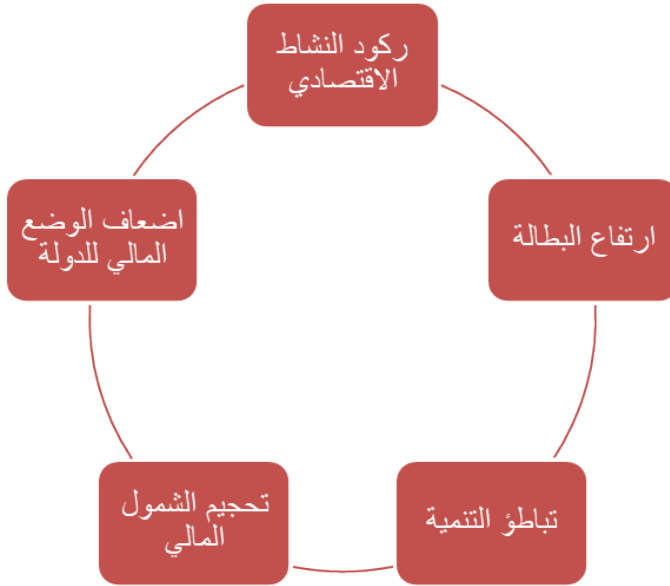 ركود النشاط
الاقتصادي
ارتفاع البطالة
تباطؤ التنمية
تحجيم الشمول
المالي
اضعاف الوضع
المالي للدولة